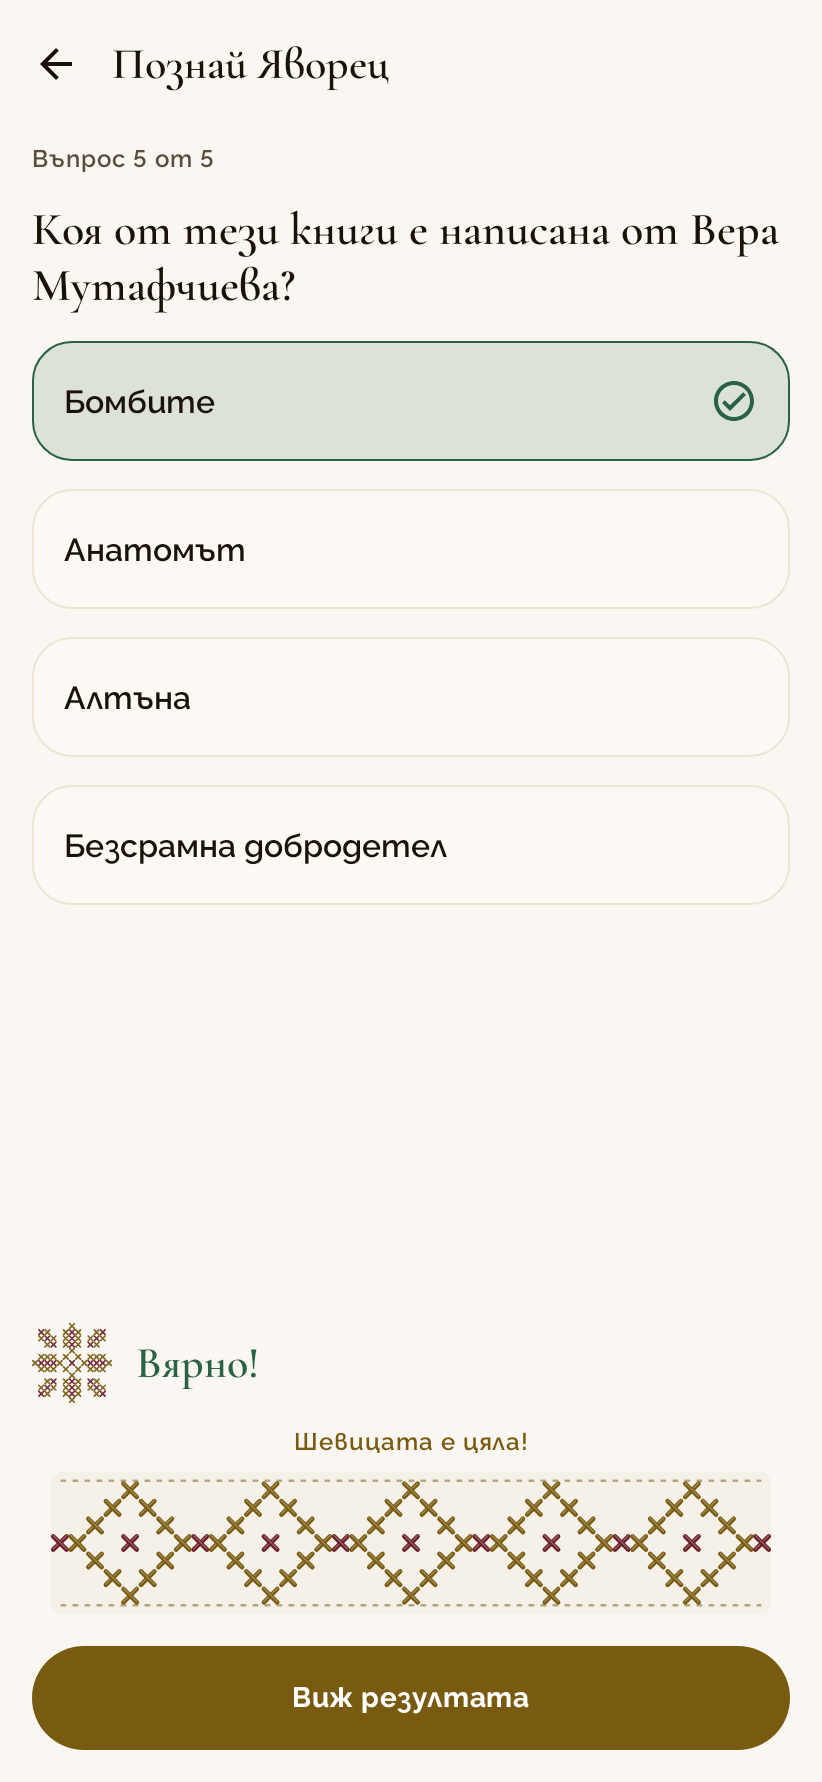 Познай Яворец
Въпрос 5 от 5
Коя от тези книги е написана от Вера
Мутафчиева?
Бомбите
Анатомът
Алтъна
Безсрамна добродетел
Вярно!
Шевицата е цяла!
Виж резултата